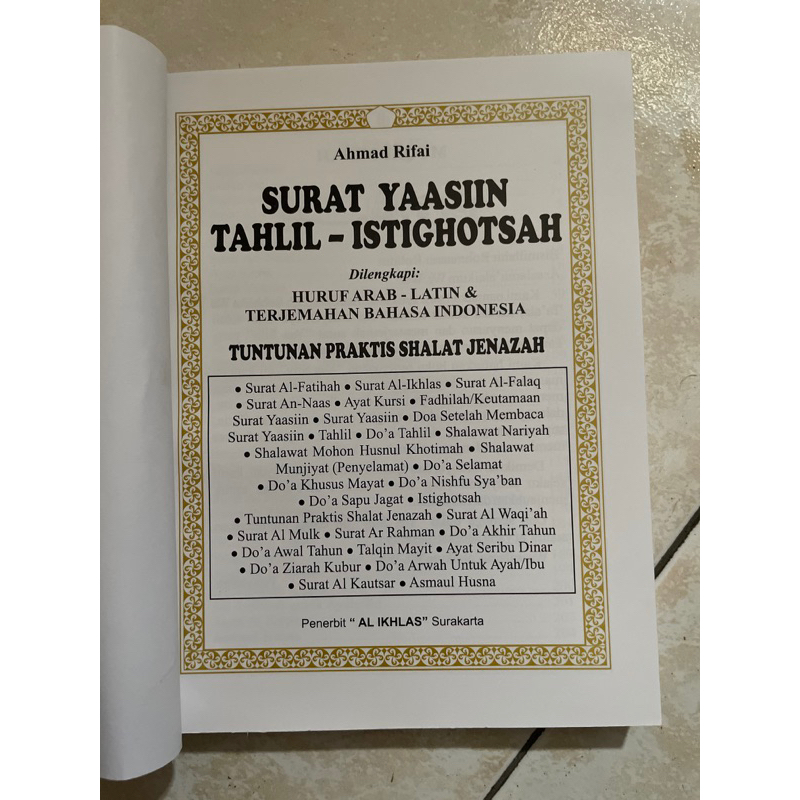 Ahmad Rifai
SURAT YAASIIN
TAHLIL – ISTIGHOTSAH
Dilengkapi:
HURUF ARAB - LATIN &
TERJEMAHAN BAHASA INDONESIA
TUNTUNAN PRAKTIS SHALAT JENAZAH
● Surat Al-Fatihah ● Surat Al-Ikhlas ● Surat Al-Falaq
● Surat An-Naas ● Ayat Kursi ● Fadhilah/Keutamaan
Surat Yaasiin ● Surat Yaasiin ● Doa Setelah Membaca
Surat Yaasiin ● Tahlil ● Do'a Tahlil ● Shalawat Nariyah
● Shalawat Mohon Husnul Khotimah ● Shalawat
Munjiyat (Penyelamat) ● Do'a Selamat
● Do'a Khusus Mayat ● Do'a Nishfu Sya'ban
● Do'a Sapu Jagat ● Istighotsah
● Tuntunan Praktis Shalat Jenazah ● Surat Al Waqi'ah
● Surat Al Mulk ● Surat Ar Rahman ● Do'a Akhir Tahun
● Do'a Awal Tahun ● Talqin Mayit ● Ayat Seribu Dinar
● Do'a Ziarah Kubur ● Do'a Arwah Untuk Ayah/Ibu
● Surat Al Kautsar ● Asmaul Husna
Penerbit “ AL IKHLAS” Surakarta